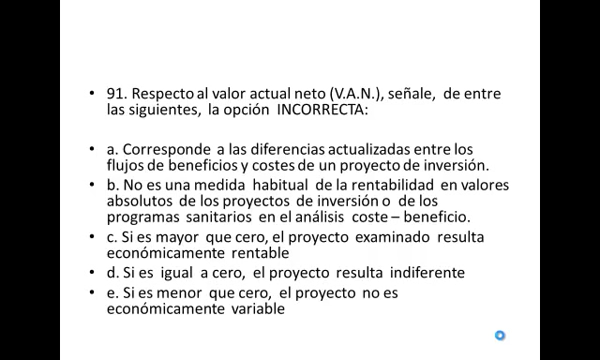 • 91. Respecto al valor actual neto (V.A.N.), señale, de entre
las siguientes, la opción INCORRECTA:
• a. Corresponde a las diferencias actualizadas entre los
flujos de beneficios y costes de un proyecto de inversión.
• b. No es una medida habitual de la rentabilidad en valores
absolutos de los proyectos de inversión o de los
programas sanitarios en el análisis coste – beneficio.
• c. Si es mayor que cero, el proyecto examinado resulta
económicamente rentable
• d. Si es igual a cero, el proyecto resulta indiferente
• e. Si es menor que cero, el proyecto no es
económicamente variable